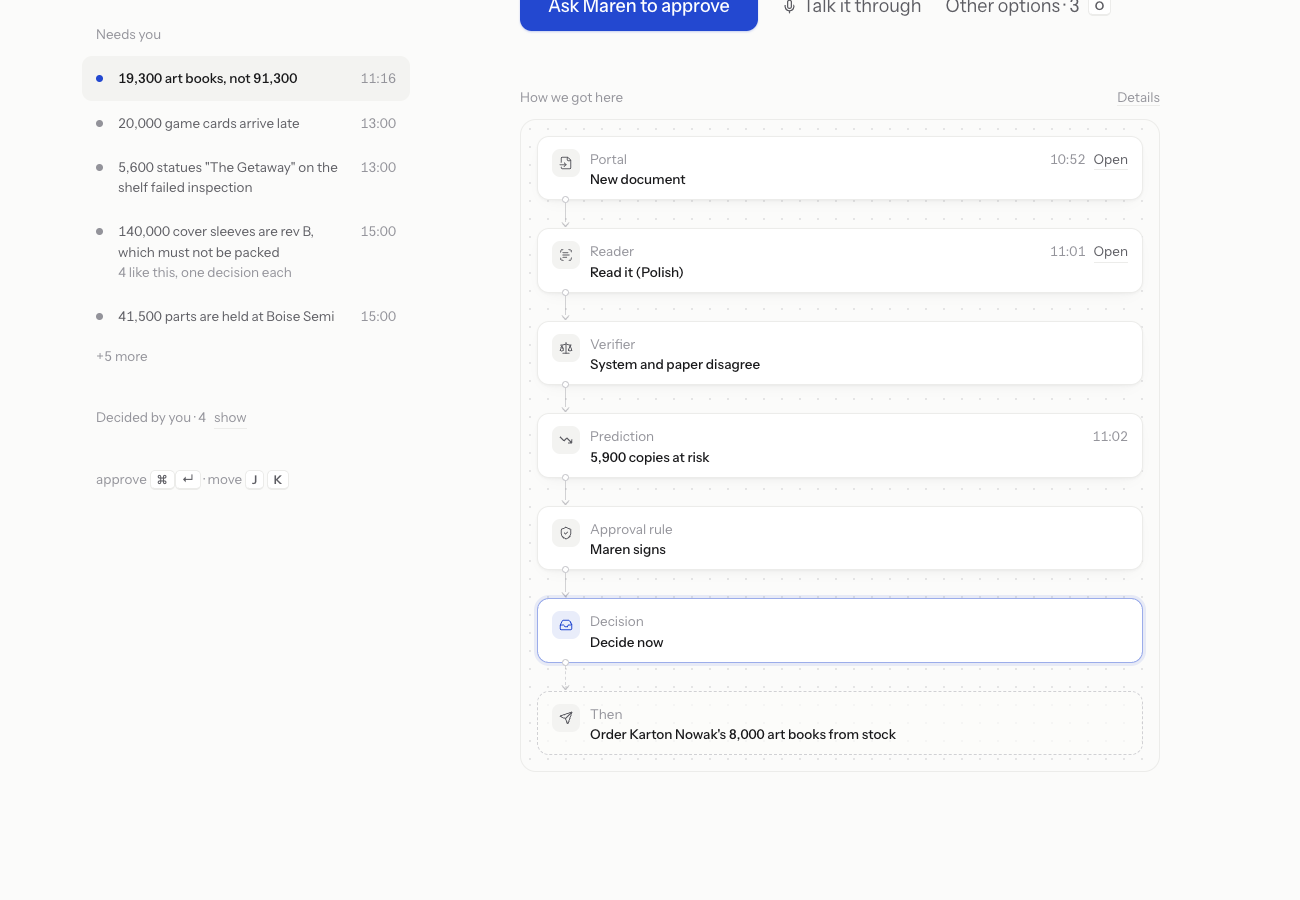 Ask Maren to approve
Talk it through
Other options · 3 O
Needs you
19,300 art books, not 91,300 11:16
20,000 game cards arrive late 13:00
5,600 statues "The Getaway" on the 13:00
shelf failed inspection
140,000 cover sleeves are rev B, 15:00
which must not be packed
4 like this, one decision each
41,500 parts are held at Boise Semi 15:00
+5 more
Decided by you · 4 show
approve ⌘ ↵ · move J K
How we got here Details
Portal 10:52 Open
New document
Reader 11:01 Open
Read it (Polish)
Verifier
System and paper disagree
Prediction 11:02
5,900 copies at risk
Approval rule
Maren signs
Decision
Decide now
Then
Order Karton Nowak's 8,000 art books from stock